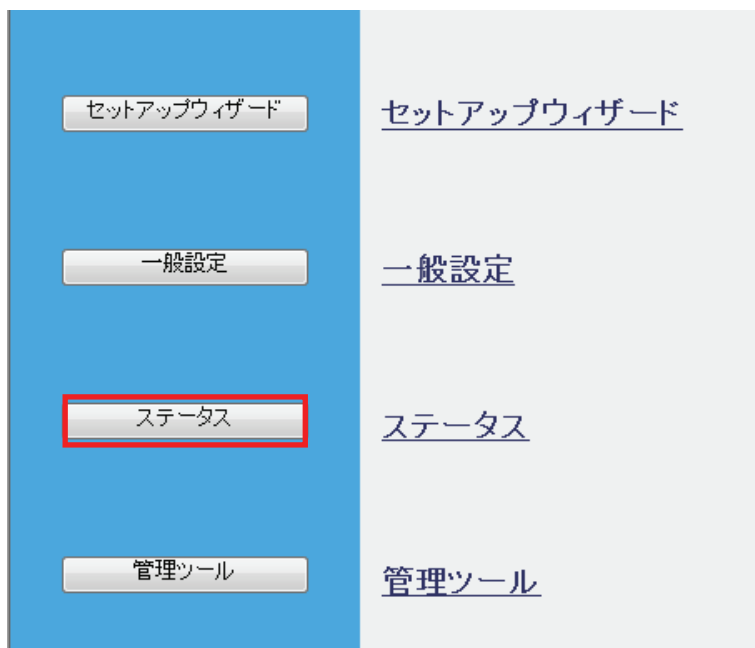 セットアップウィザード
セットアップウィザード
一般設定
一般設定
ステータス
ステータス
管理ツール
管理ツール